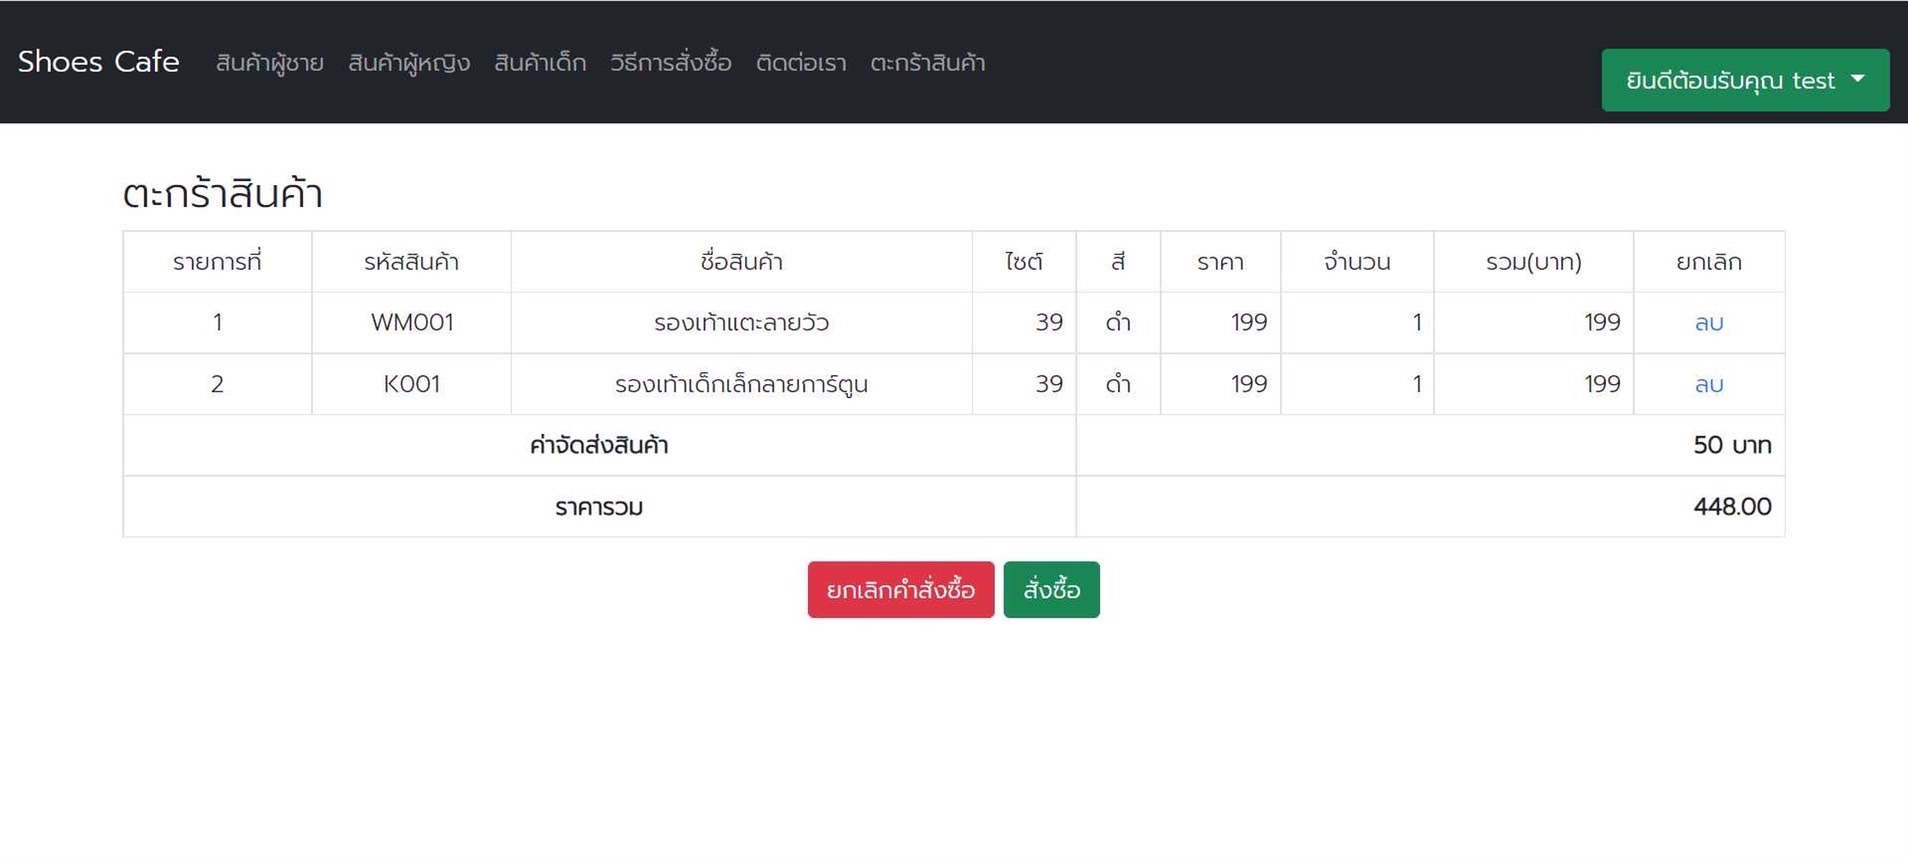 Shoes Cafe สินค้าผู้ชาย สินค้าผู้หญิง สินค้าเด็ก วิธีการสั่งซื้อ ติดต่อเรา ตะกร้าสินค้า ยินดีต้อนรับคุณ test
ตะกร้าสินค้า
รายการที่ รหัสสินค้า ชื่อสินค้า ไซต์ สี ราคา จำนวน รวม(บาท) ยกเลิก
1 WM001 รองเท้าแตะลายวัว 39 ดำ 199 1 199 ลบ
2 K001 รองเท้าเด็กเล็กลายการ์ตูน 39 ดำ 199 1 199 ลบ
ค่าจัดส่งสินค้า 50 บาท
ราคารวม 448.00
ยกเลิกคำสั่งซื้อ สั่งซื้อ